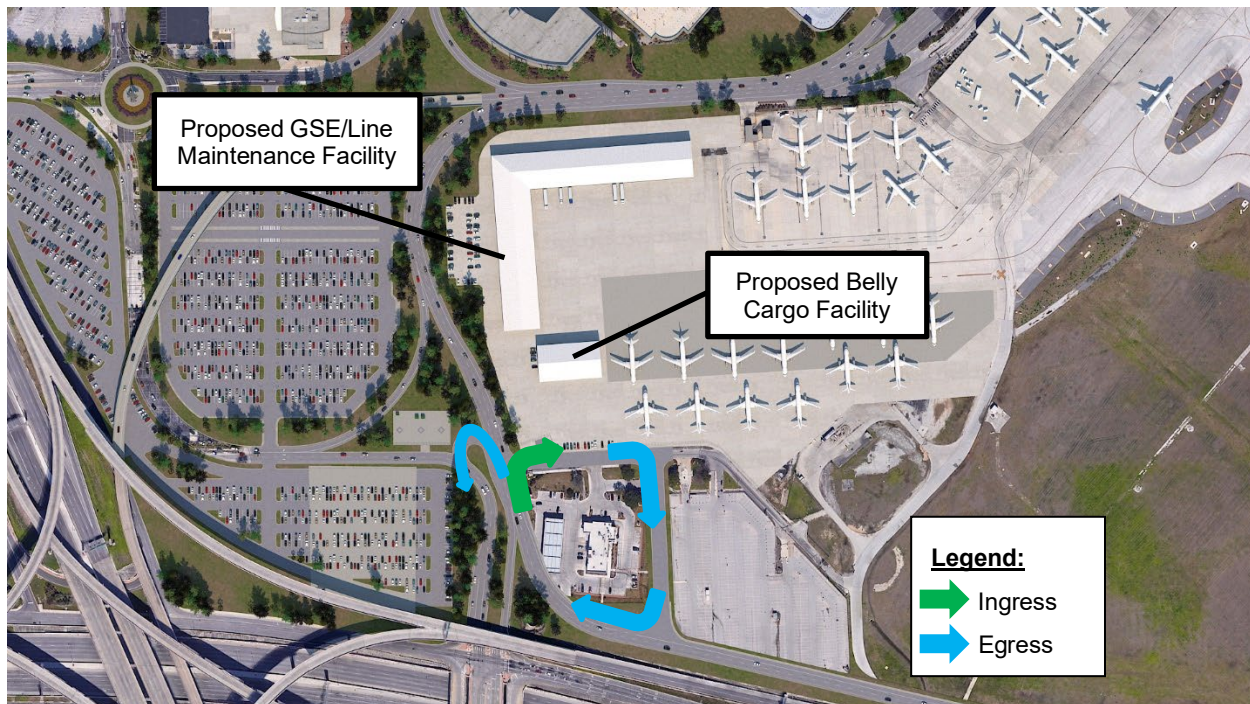 Proposed GSE/Line
Maintenance Facility
Proposed Belly
Cargo Facility
Legend:
Ingress
Egress